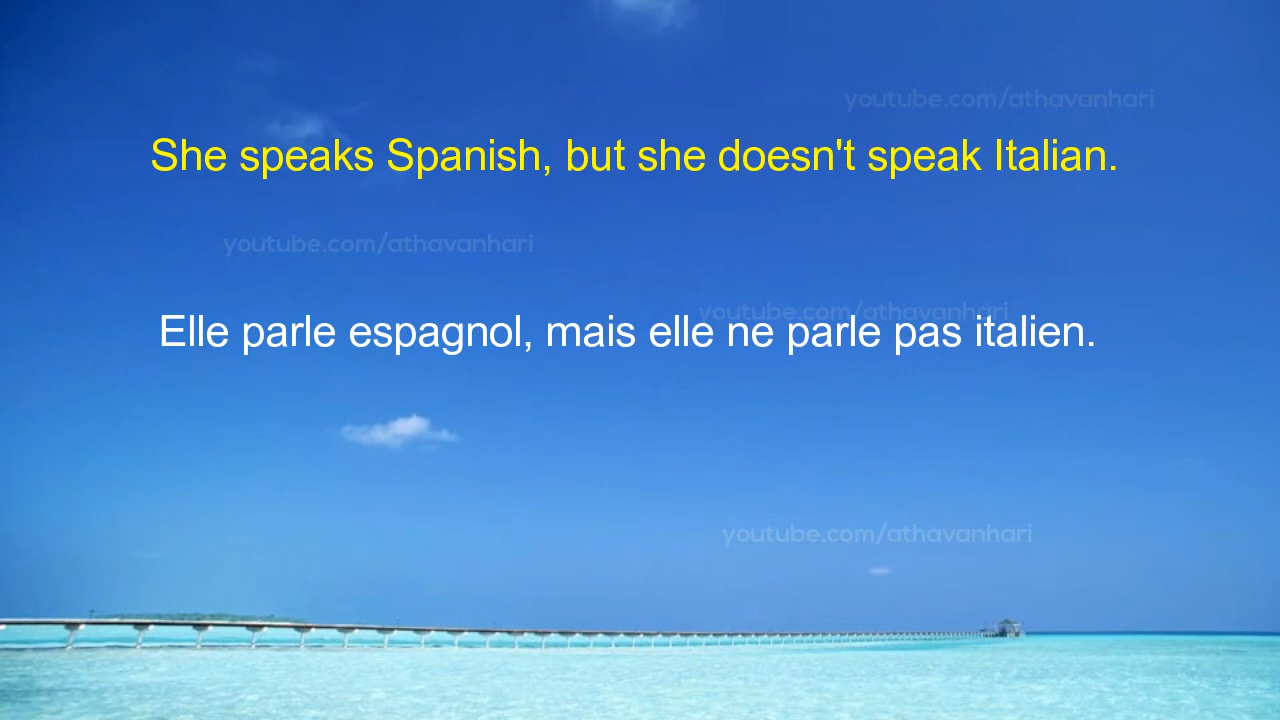 youtube.com/athavanhari
She speaks Spanish, but she doesn't speak Italian.
youtube.com/athavanhari
youtube.com/athavanhari
Elle parle espagnol, mais elle ne parle pas italien.
youtube.com/athavanhari